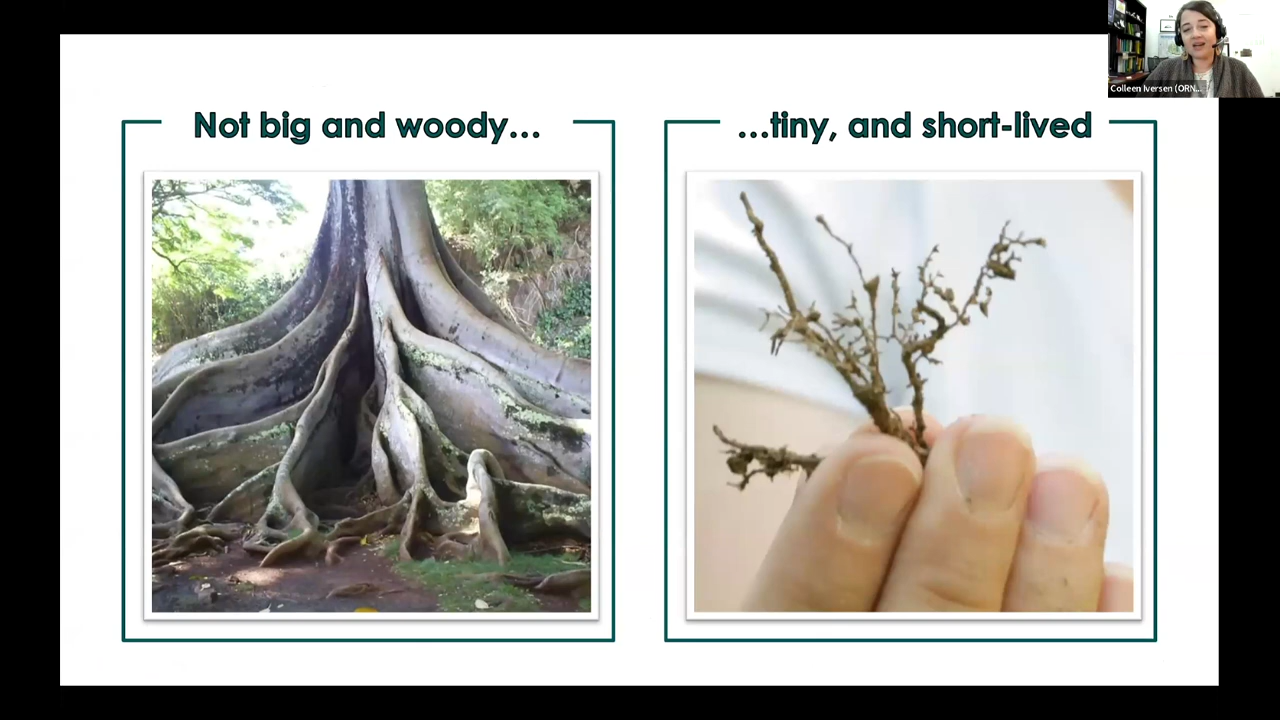 Not big and woody…
…tiny, and short-lived
Colleen Iversen (ORN...